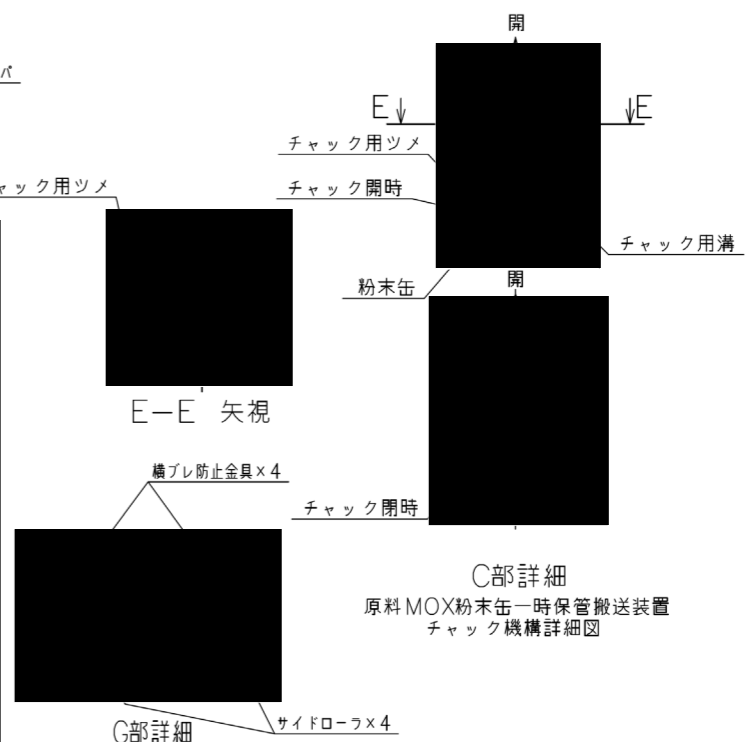 開
パ
E
E
チャック用ツメ
チャック開時
ャック用ツメ
チャック用溝
粉末缶
開
E－E 矢視
横ブレ防止金具×4
チャック閉時
C部詳細
原料MOX粉末缶一時保管搬送装置
チャック機構詳細図
G部詳細
サイドローラ×4